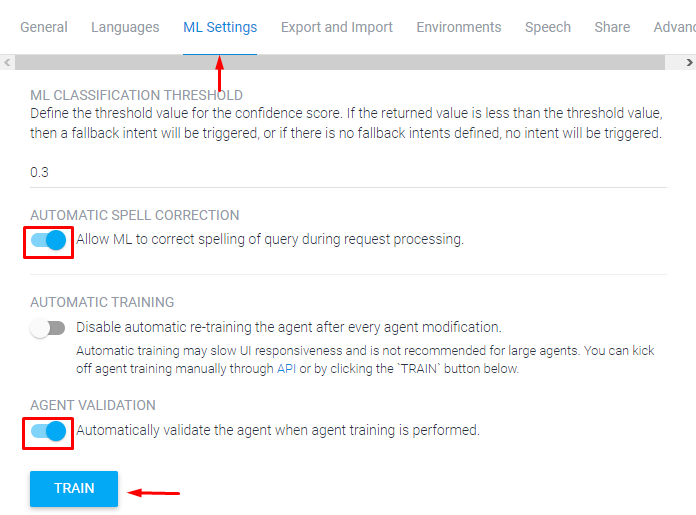 General Languages ML Settings Export and Import Environments Speech Share Advanc
ML CLASSIFICATION THRESHOLD
Define the threshold value for the confidence score. If the returned value is less than the threshold value,
then a fallback intent will be triggered, or if there is no fallback intents defined, no intent will be triggered.
0.3
AUTOMATIC SPELL CORRECTION
Allow ML to correct spelling of query during request processing.
AUTOMATIC TRAINING
Disable automatic re-training the agent after every agent modification.
Automatic training may slow UI responsiveness and is not recommended for large agents. You can kick
off agent training manually through API or by clicking the `TRAIN` button below.
AGENT VALIDATION
Automatically validate the agent when agent training is performed.
TRAIN